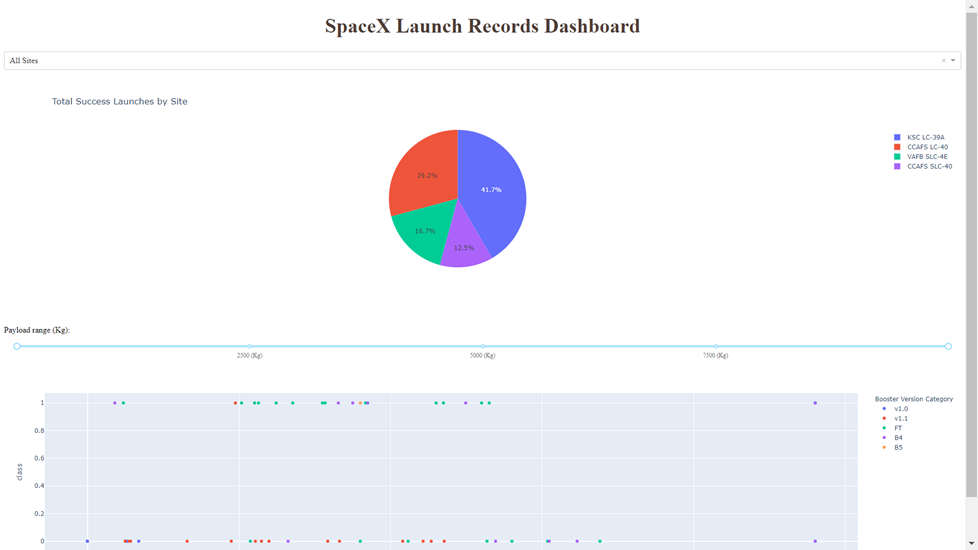 SpaceX Launch Records Dashboard
All Sites
Total Success Launches by Site
KSC LC-39A
CCAFS LC-40
VAFB SLC-4E
CCAFS SLC-40
29.2%
41.7%
16.7%
12.5%
Payload range (Kg):
2500 (Kg)
5000 (Kg)
7500 (Kg)
Booster Version Category
v1.0
v1.1
FT
B4
B5
class
1
0.8
0.6
0.4
0.2
0